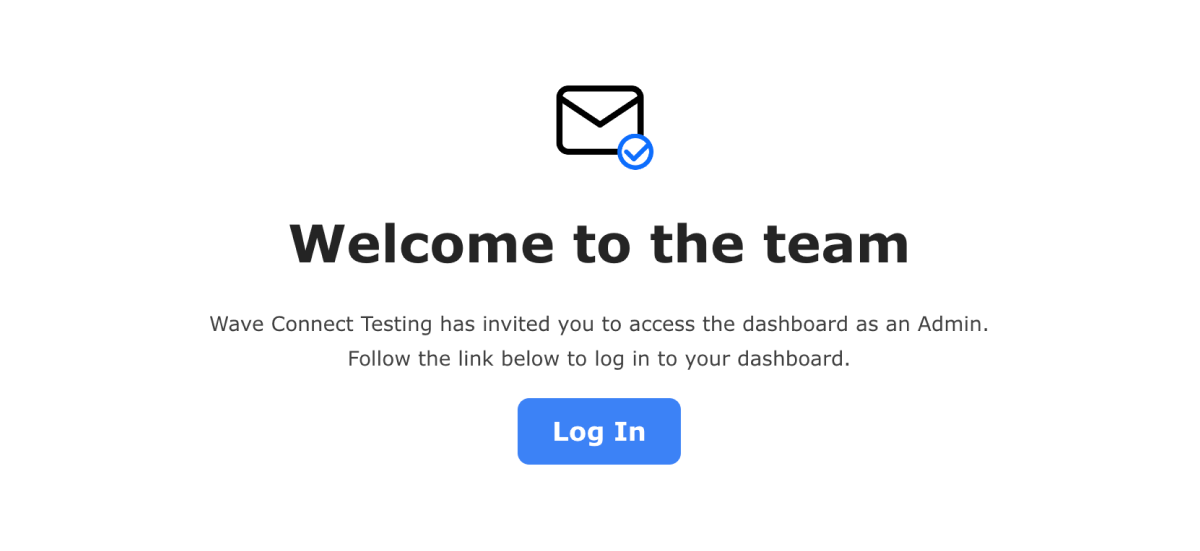 Welcome to the team
Wave Connect Testing has invited you to access the dashboard as an Admin.
Follow the link below to log in to your dashboard.
Log In